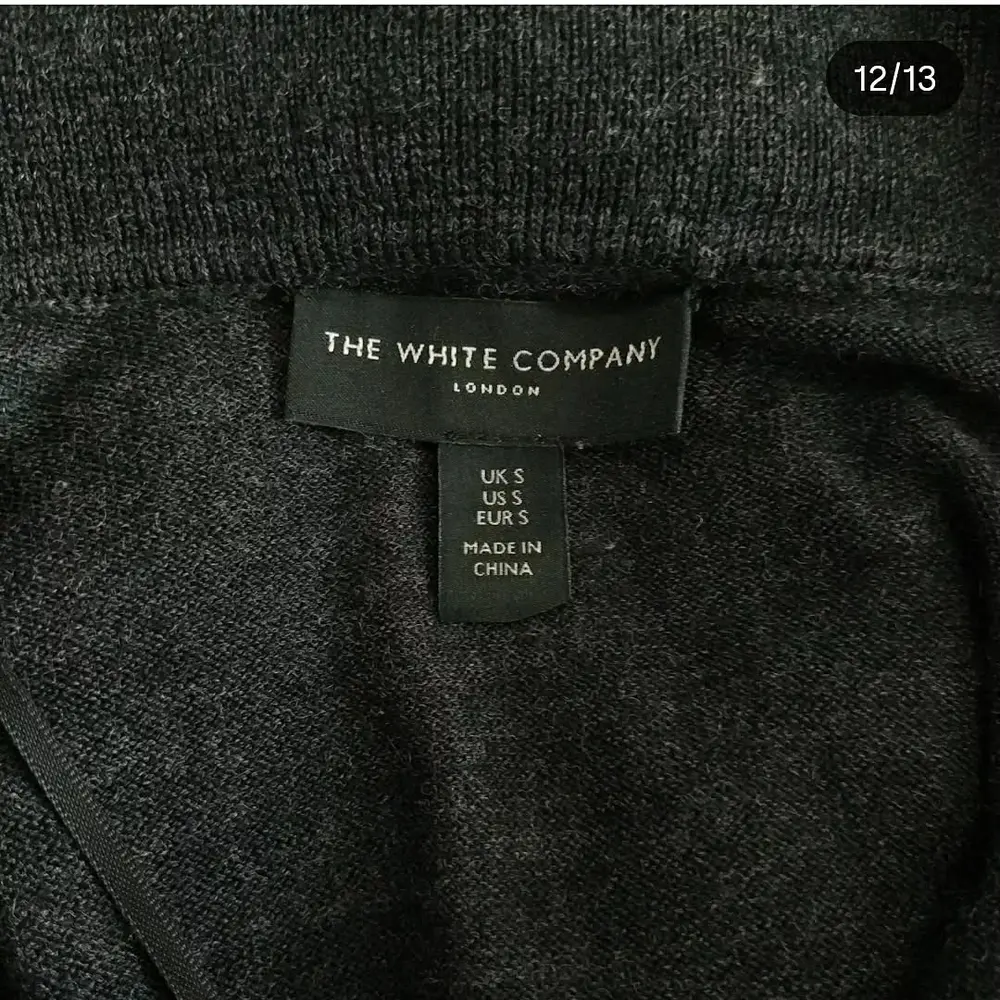 12/13
THE WHITE COMPANY
LONDON
UK S
US S
EUR S
MADE IN
CHINA